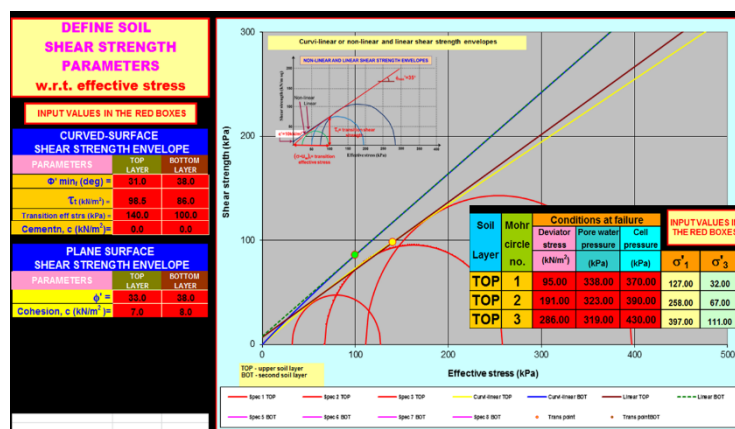 DEFINE SOIL
SHEAR STRENGTH
PARAMETERS
w.r.t. effective stress
INPUT VALUES IN THE RED BOXES
CURVED-SURFACE
SHEAR STRENGTH ENVELOPE
PARAMETERS TOP LAYER BOTTOM LAYER
Φ' minf (deg) = 31.0 38.0
τt (kN/m²) = 98.5 86.0
Transition eff strs (kPa) = 140.0 100.0
Cementn, c (kN/m²) 0.0 0.0
PLANE SURFACE
SHEAR STRENGTH ENVELOPE
PARAMETERS TOP LAYER BOTTOM LAYER
ϕ' = 33.0 38.0
Cohesion, c (kN/m²)= 7.0 8.0
Curvi-linear or non-linear and linear shear strength envelopes
NON-LINEAR AND LINEAR SHEAR STRENGTH ENVELOPES
Non-linear
Linear
Effective stress (kPa)
Shear strength (kPa)
300
200
100
0
0 100 200 300 400 500
Effective stress (kPa)
TOP - upper soil layer
BOT - second soil layer
Soil Layer Mohr circle no. Conditions at failure
Deviator stress (kN/m²) Pore water pressure (kPa) Cell pressure (kPa) σ'1 σ'3
INPUT VALUES IN THE RED BOXES
TOP 1 95.00 338.00 370.00 127.00 32.00
TOP 2 191.00 323.00 390.00 258.00 67.00
TOP 3 286.00 319.00 430.00 397.00 111.00
Spec 1 TOP Spec 2 TOP Spec 3 TOP Curvi-linear TOP Curvi-linear BOT Linear TOP Linear BOT
Spec 5 BOT Spec 6 BOT Spec 7 BOT Spec 8 BOT Trans point Trans point BOT